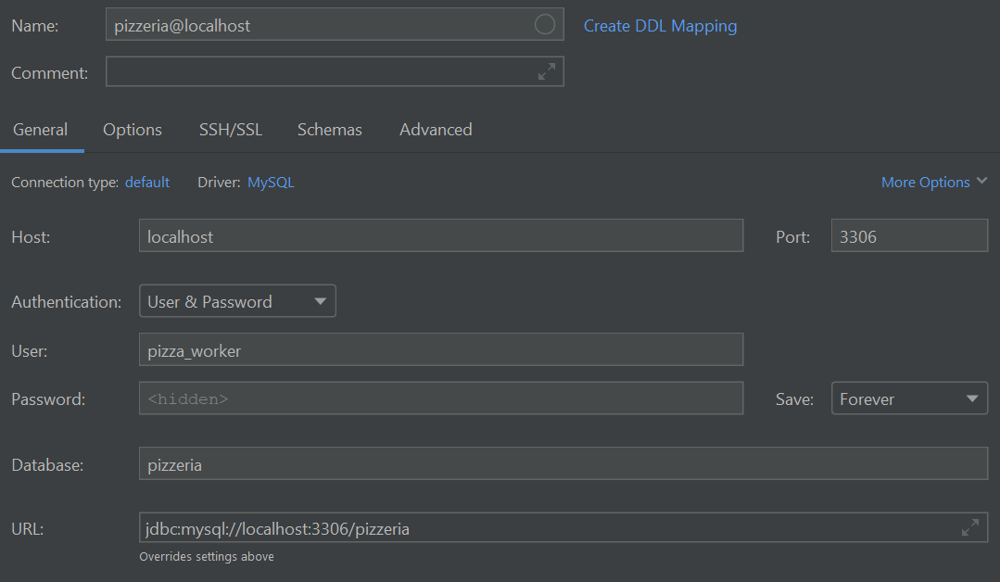 Name: pizzeria@localhost Create DDL Mapping
Comment:
General Options SSH/SSL Schemas Advanced
Connection type: default Driver: MySQL More Options
Host: localhost Port: 3306
Authentication: User & Password
User: pizza_worker
Password: <hidden> Save: Forever
Database: pizzeria
URL: jdbc:mysql://localhost:3306/pizzeria
Overrides settings above